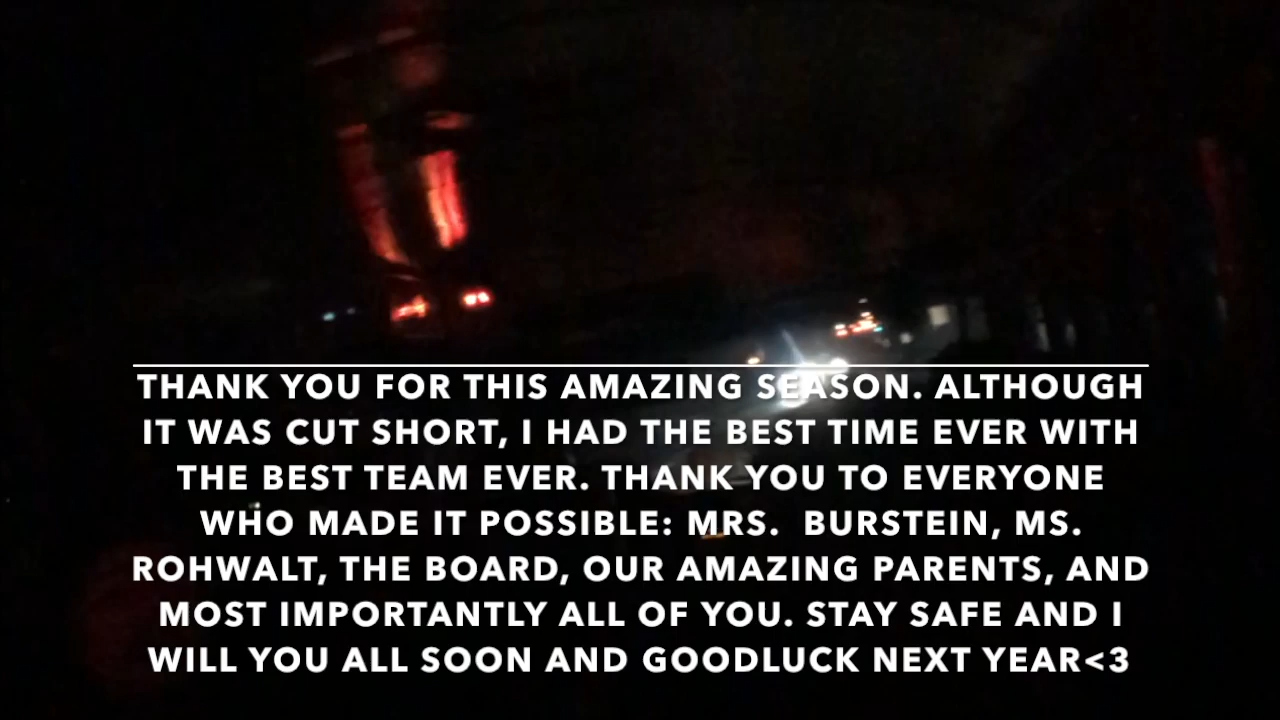 THANK YOU FOR THIS AMAZING SEASON. ALTHOUGH
IT WAS CUT SHORT, I HAD THE BEST TIME EVER WITH
THE BEST TEAM EVER. THANK YOU TO EVERYONE
WHO MADE IT POSSIBLE: MRS.  BURSTEIN, MS.
ROHWALT, THE BOARD, OUR AMAZING PARENTS, AND
MOST IMPORTANTLY ALL OF YOU. STAY SAFE AND I
WILL YOU ALL SOON AND GOODLUCK NEXT YEAR<3